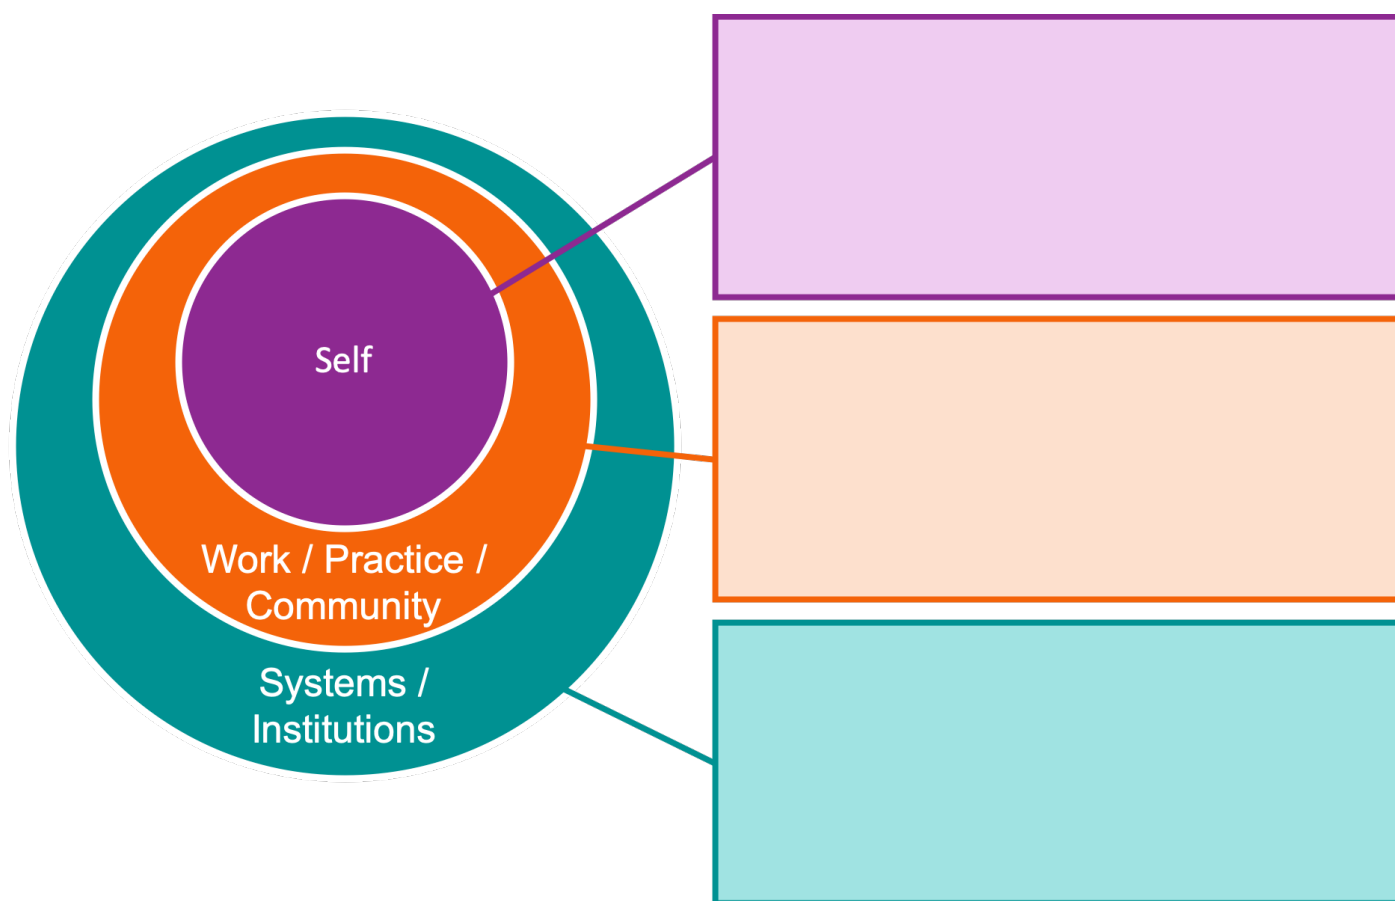 Self
Work / Practice /
Community
Systems /
Institutions